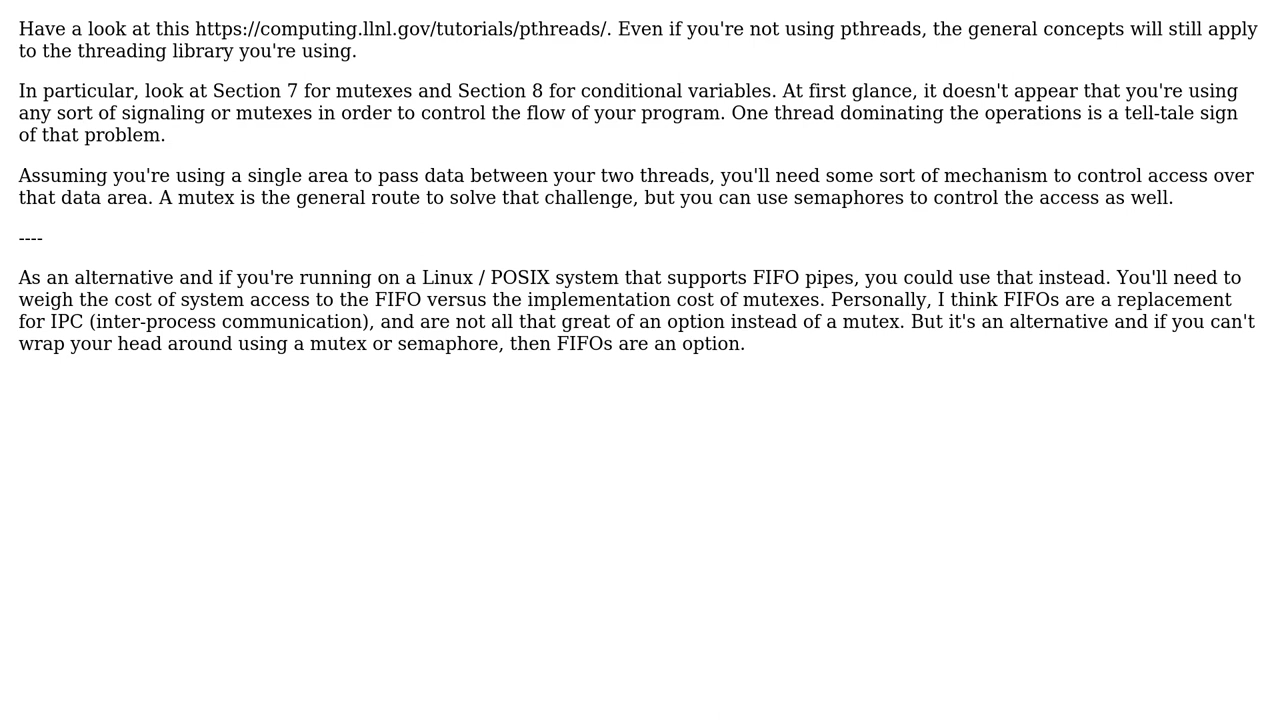 Have a look at this https://computing.llnl.gov/tutorials/pthreads/. Even if you're not using pthreads, the general concepts will still apply
to the threading library you're using.
In particular, look at Section 7 for mutexes and Section 8 for conditional variables. At first glance, it doesn't appear that you're using
any sort of signaling or mutexes in order to control the flow of your program. One thread dominating the operations is a tell-tale sign
of that problem.
Assuming you're using a single area to pass data between your two threads, you'll need some sort of mechanism to control access over
that data area. A mutex is the general route to solve that challenge, but you can use semaphores to control the access as well.
----
As an alternative and if you're running on a Linux / POSIX system that supports FIFO pipes, you could use that instead. You'll need to
weigh the cost of system access to the FIFO versus the implementation cost of mutexes. Personally, I think FIFOs are a replacement
for IPC (inter-process communication), and are not all that great of an option instead of a mutex. But it's an alternative and if you can't
wrap your head around using a mutex or semaphore, then FIFOs are an option.